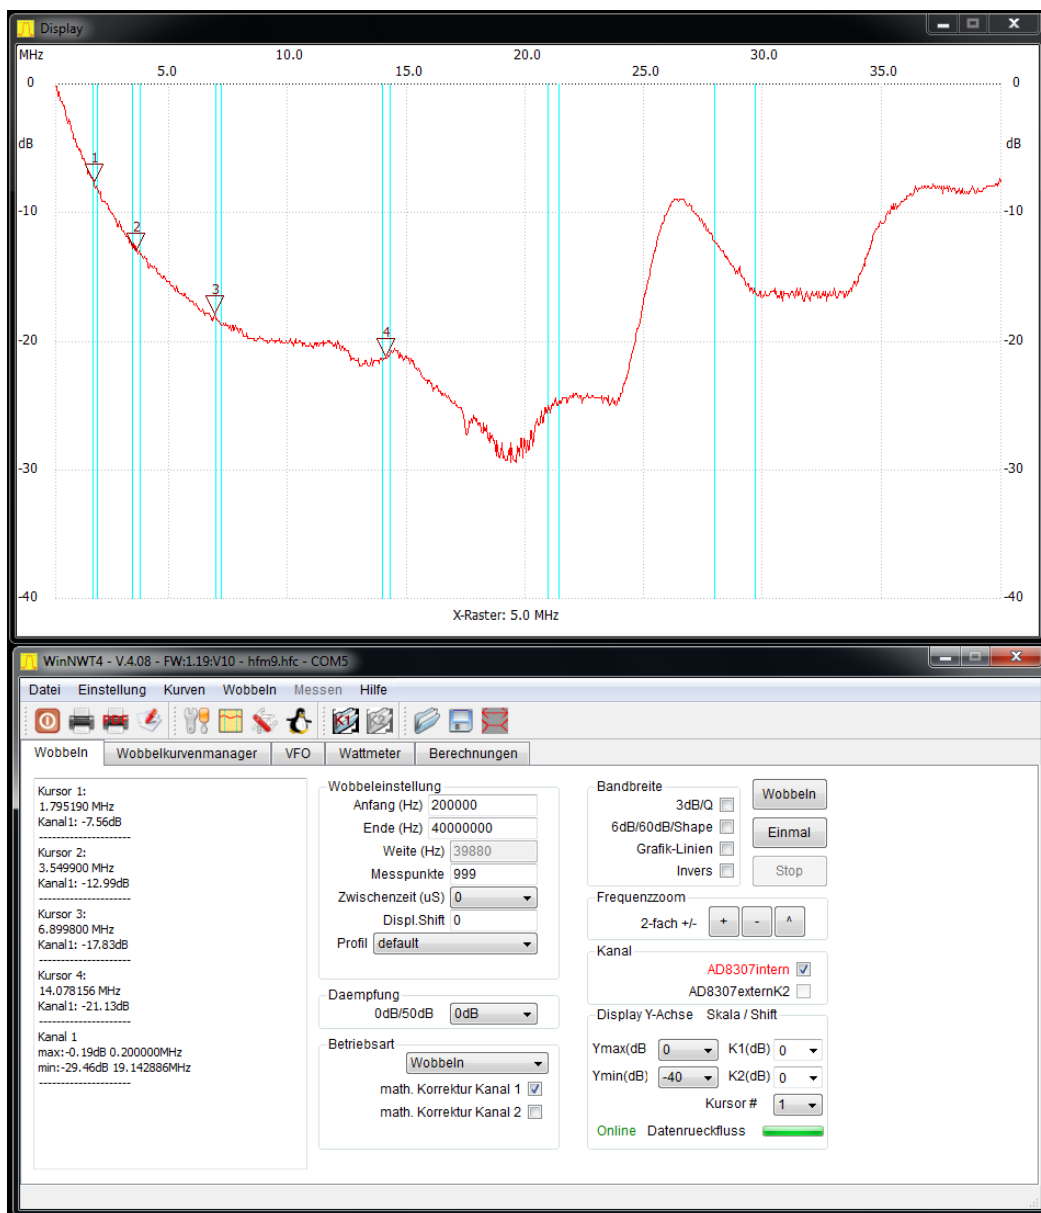 Display
MHz 10.0 20.0 30.0
5.0 15.0 25.0 35.0
0 0
1
dB dB
-10 -10
2
3
4
-20 -20
-30 -30
-40 -40
X-Raster: 5.0 MHz
WinNWT4 - V.4.08 - FW:1.19:V10 - hfm9.hfc - COM5
Datei Einstellung Kurven Wobbeln Messen Hilfe
PDF K1 K2
Wobbeln Wobbelkurvenmanager VFO Wattmeter Berechnungen
Kursor 1:
1.795190 MHz
Kanal1: -7.56dB
----------------------
Kursor 2:
3.549900 MHz
Kanal1: -12.99dB
----------------------
Kursor 3:
6.899800 MHz
Kanal1: -17.83dB
----------------------
Kursor 4:
14.078156 MHz
Kanal1: -21.13dB
----------------------
Kanal 1
max:-0.19dB 0.200000MHz
min:-29.46dB 19.142886MHz
----------------------
Wobbeleinstellung
Anfang (Hz) 200000
Ende (Hz) 40000000
Weite (Hz) 39880
Messpunkte 999
Zwischenzeit (uS) 0
Displ.Shift 0
Profil default
Daempfung
0dB/50dB 0dB
Betriebsart
Wobbeln
math. Korrektur Kanal 1
math. Korrektur Kanal 2
Bandbreite
3dB/Q
6dB/60dB/Shape
Grafik-Linien
Invers
Wobbeln
Einmal
Stop
Frequenzzoom
2-fach +/- + - ^
Kanal
AD8307intern
AD8307externK2
Display Y-Achse Skala / Shift
Ymax(dB 0 K1(dB) 0
Ymin(dB) -40 K2(dB) 0
Kursor # 1
Online Datenrueckfluss